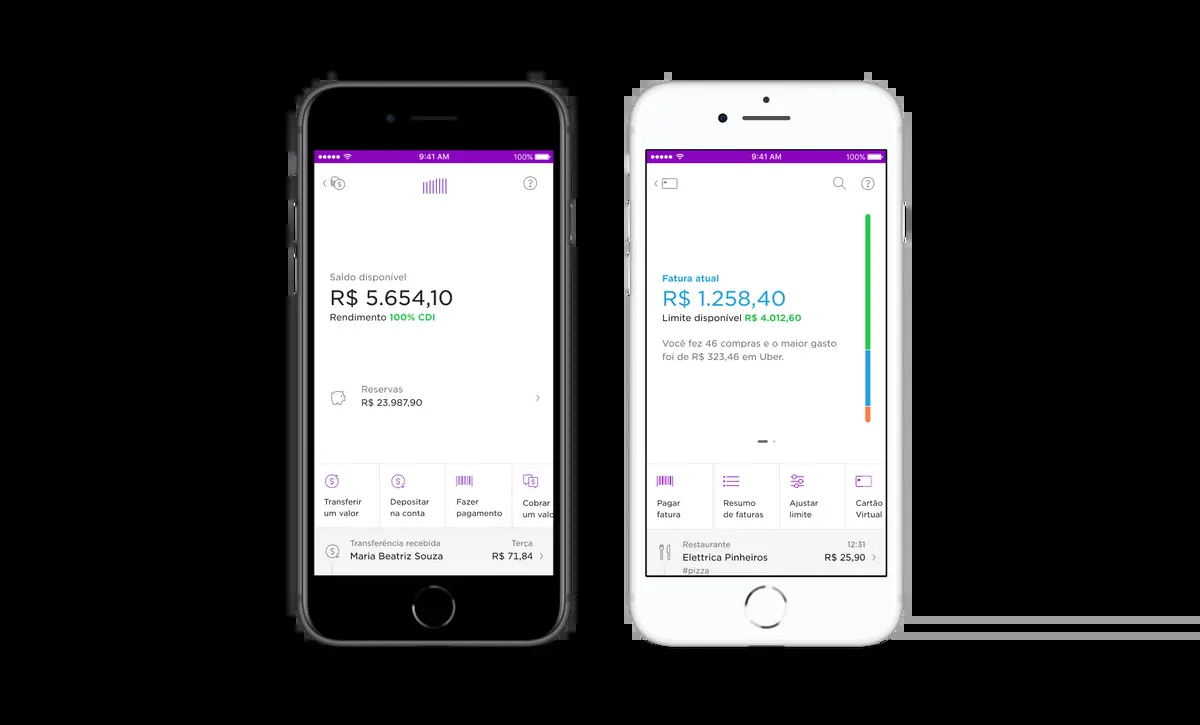 9:41 AM
100%
Saldo disponível
R$ 5.654,10
Rendimento 100% CDI
Reservas
R$ 23.987,90
Transferir
um valor
Depositar
na conta
Fazer
pagamento
Cobrar
um valo
Transferência recebida
Terça
Maria Beatriz Souza
R$ 71,84
9:41 AM
100%
Fatura atual
R$ 1.258,40
Limite disponível R$ 4.012,60
Você fez 46 compras e o maior gasto
foi de R$ 323,46 em Uber.
Pagar
fatura
Resumo
de faturas
Ajustar
limite
Cartão
Virtual
Restaurante
12:31
Elettrica Pinheiros
R$ 25,90
#pizza